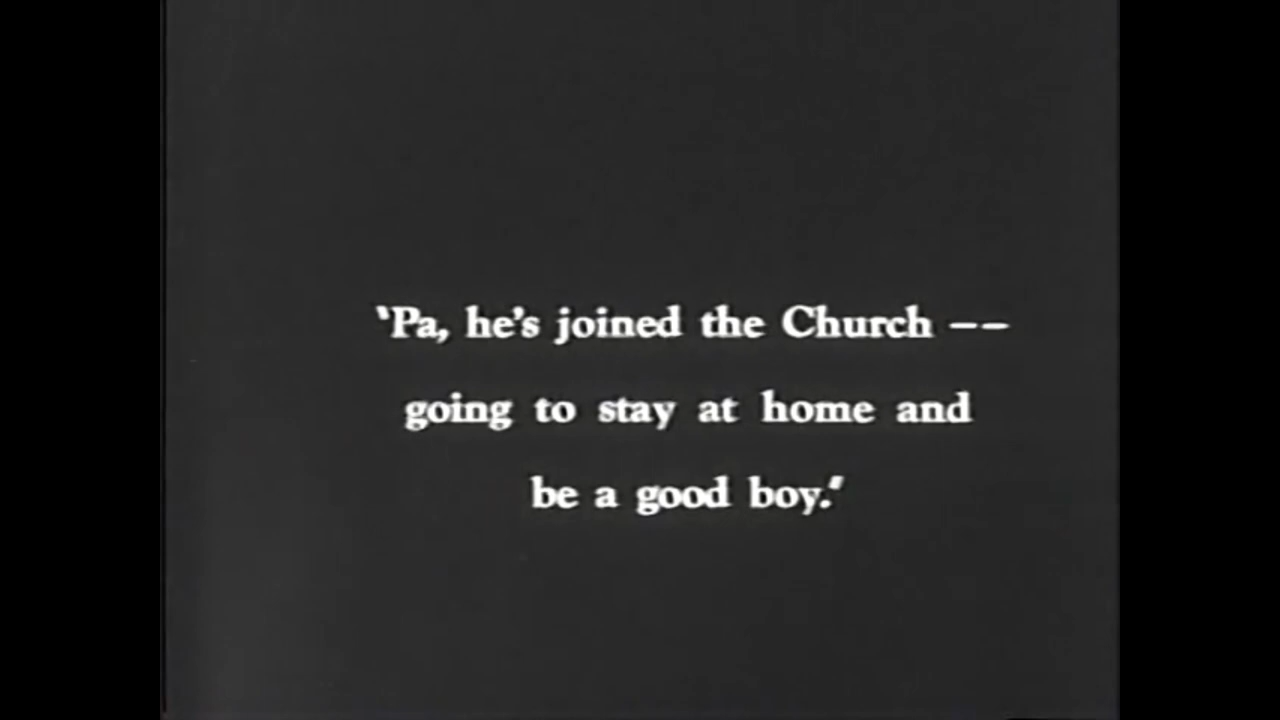 'Pa, he's joined the Church --
going to stay at home and
be a good boy.'